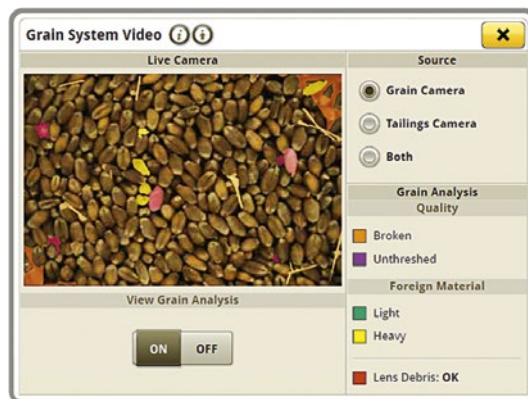 Grain System Video
Live Camera
Source
Grain Camera
Tailings Camera
Both
Grain Analysis
Quality
Broken
Unthreshed
Foreign Material
Light
Heavy
Lens Debris: OK
View Grain Analysis
ON OFF